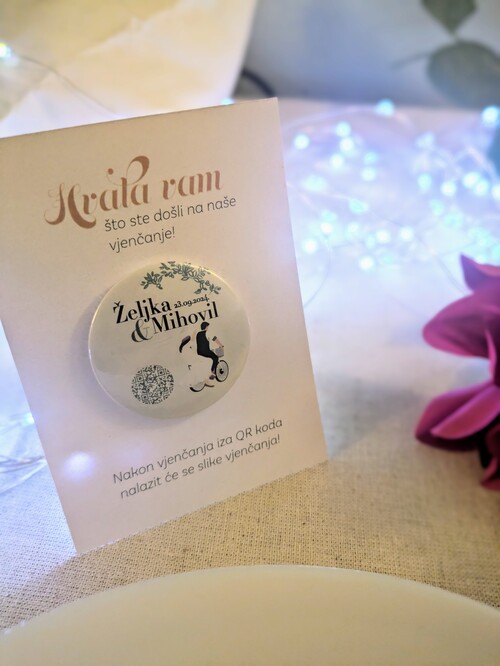 Hvala vam
što ste došli na naše
vjenčanje!
Željka
23.09.2024.
& Mihovil
Nakon vjenčanja iza QR koda
nalazit će se slike vjenčanja!